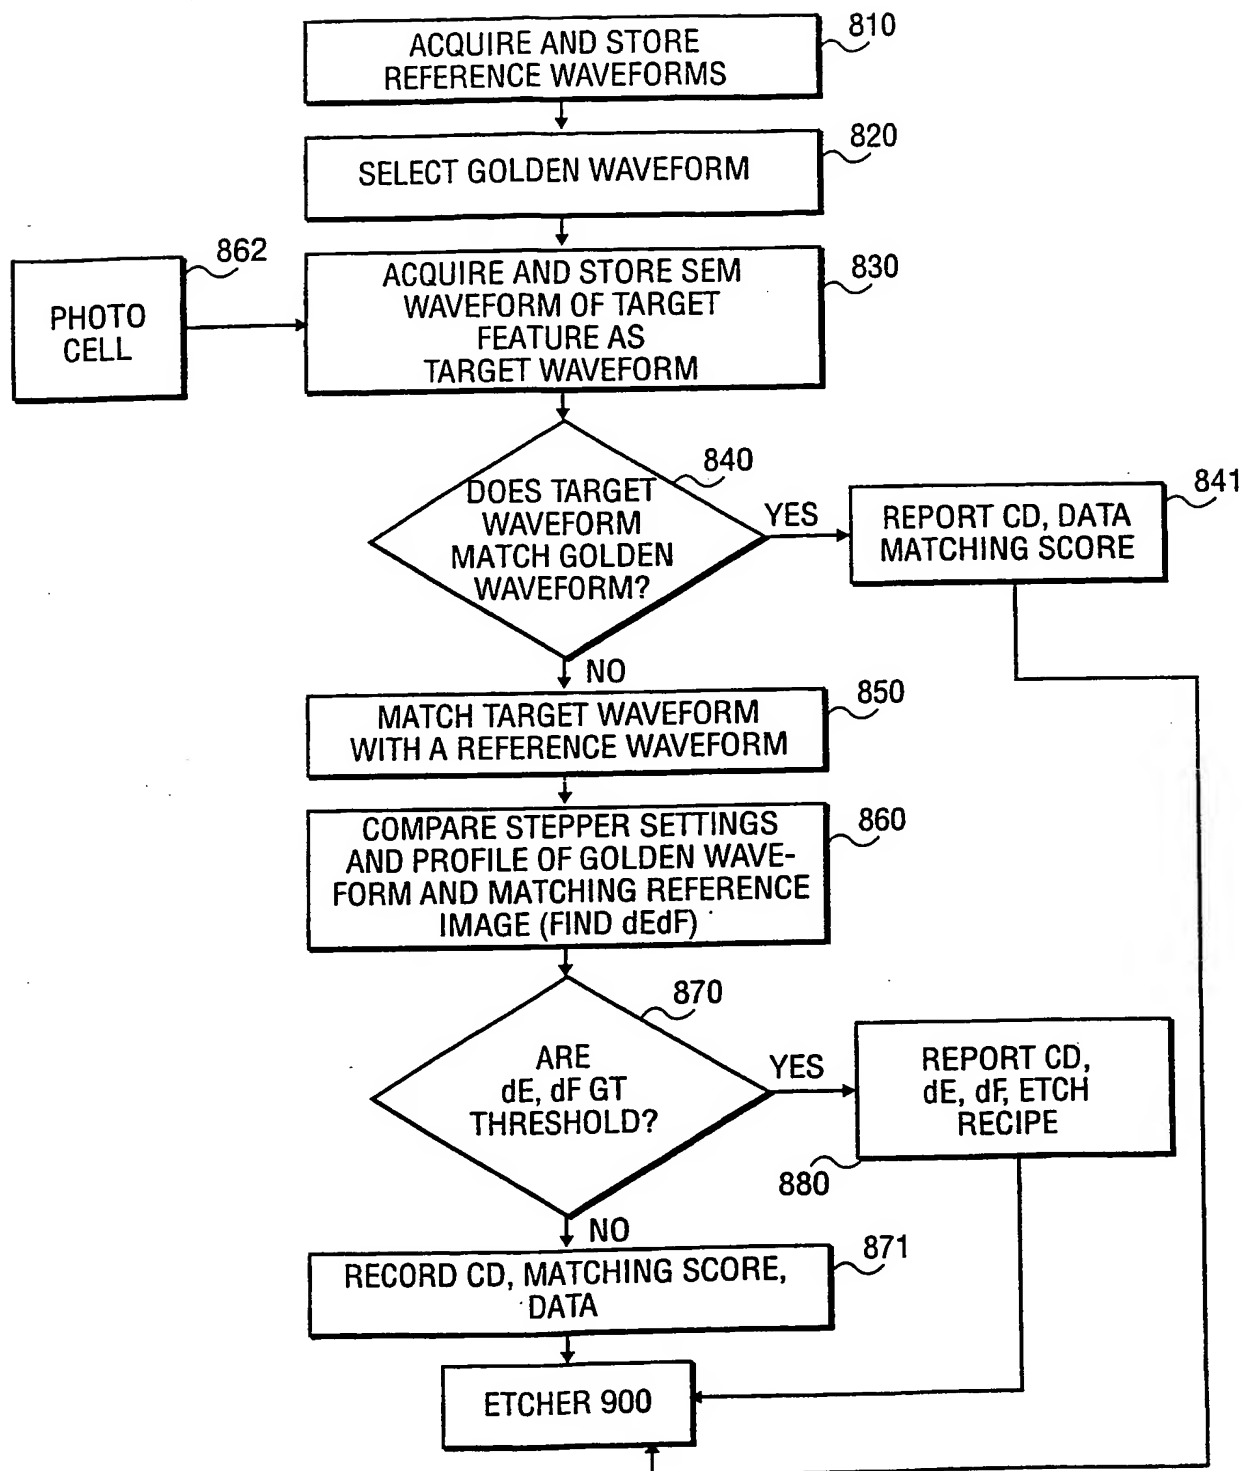 ACQUIRE AND STORE
REFERENCE WAVEFORMS
810
SELECT GOLDEN WAVEFORM
820
PHOTO
CELL
862
ACQUIRE AND STORE SEM
WAVEFORM OF TARGET
FEATURE AS
TARGET WAVEFORM
830
DOES TARGET
WAVEFORM
MATCH GOLDEN
WAVEFORM?
840
YES
REPORT CD, DATA
MATCHING SCORE
841
NO
MATCH TARGET WAVEFORM
WITH A REFERENCE WAVEFORM
850
COMPARE STEPPER SETTINGS
AND PROFILE OF GOLDEN WAVE-
FORM AND MATCHING REFERENCE
IMAGE (FIND dEdF)
860
ARE
dE, dF GT
THRESHOLD?
870
YES
REPORT CD,
dE, dF, ETCH
RECIPE
880
NO
RECORD CD, MATCHING SCORE,
DATA
871
ETCHER 900